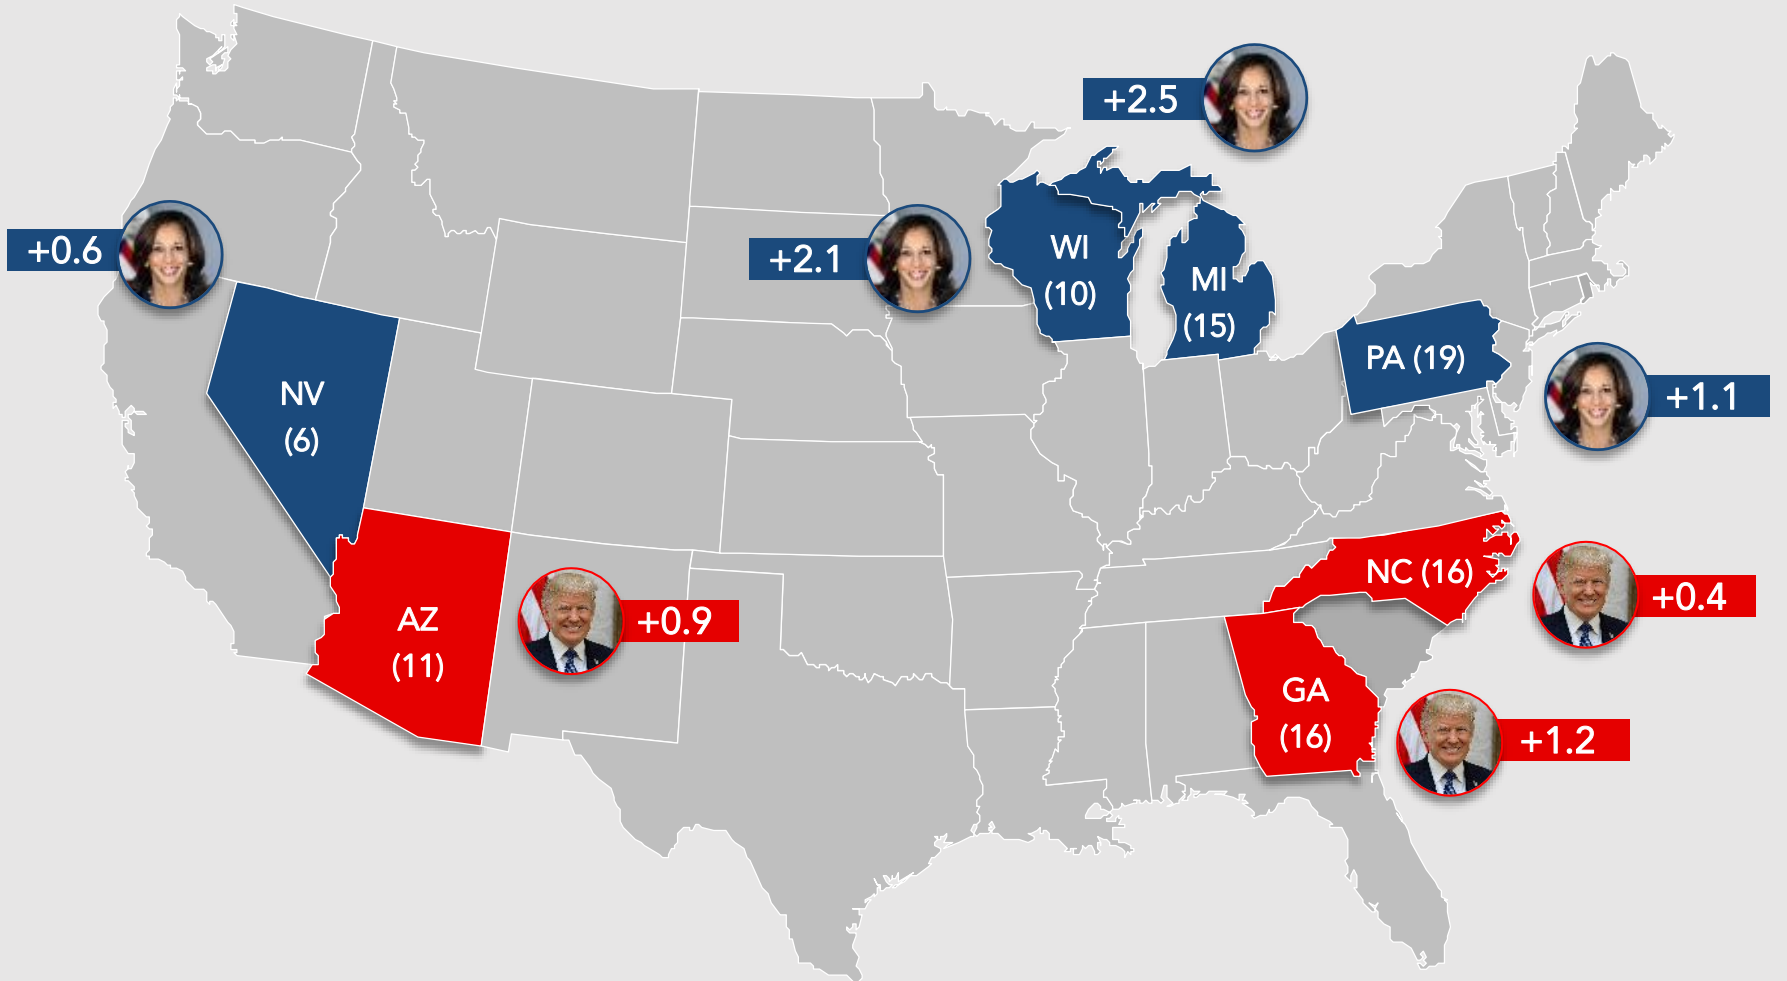 +2.5
+0.6
+2.1
WI
(10)
MI
(15)
PA (19)
+1.1
NV
(6)
NC (16)
+0.4
AZ
(11)
+0.9
GA
(16)
+1.2